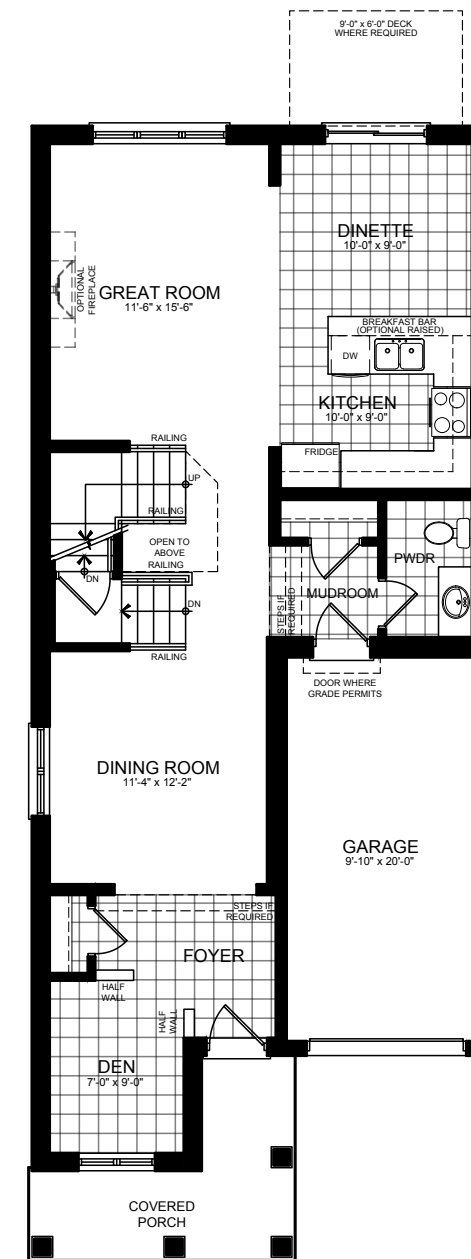 9'-0" x 6'-0" DECK
WHERE REQUIRED
DINETTE
10'-0" x 9'-0"
GREAT ROOM
11'-6" x 15'-6"
OPTIONAL
FIREPLACE
BREAKFAST BAR
(OPTIONAL RAISED)
DW
KITCHEN
10'-0" x 9'-0"
FRIDGE
RAILING
UP
RAILING
OPEN TO
ABOVE
RAILING
DN
DN
RAILING
PWDR
MUDROOM
STEPS IF
REQUIRED
DOOR WHERE
GRADE PERMITS
DINING ROOM
11'-4" x 12'-2"
GARAGE
9'-10" x 20'-0"
STEPS IF
REQUIRED
FOYER
HALF
WALL
HALF
WALL
DEN
7'-0" x 9'-0"
COVERED
PORCH